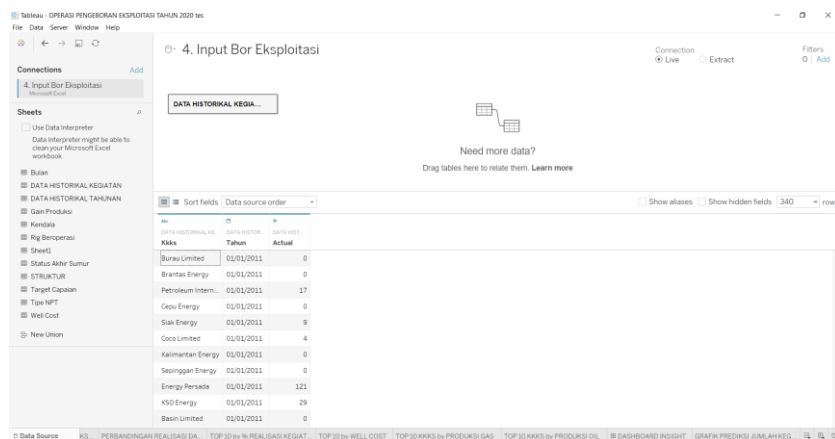 Tableau - OPERASI PENGEBORAN EKSPLOITASI TAHUN 2020 tes
File Data Server Window Help
Connections Add
4. Input Bor Eksploitasi
Microsoft Excel
Sheets
Use Data Interpreter
Data Interpreter might be able to
clean your Microsoft Excel
workbook.
Bulan
DATA HISTORIKAL KEGIATAN
DATA HISTORIKAL TAHUNAN
Gain Produksi
Kendala
Rig Beroperasi
Sheet1
Status Akhir Sumur
STRUKTUR
Target Capaian
Tipe NPT
Well Cost
New Union
4. Input Bor Eksploitasi
Connection
Live Extract
Filters
0 Add
DATA HISTORIKAL KEGIA...
Need more data?
Drag tables here to relate them. Learn more
Sort fields Data source order
Show aliases Show hidden fields 340 row
Abc
DATA HISTORIKAL KE... DATA HISTOR... DATA HIST...
Kkks Tahun Actual
Burau Limited 01/01/2011 0
Brantas Energy 01/01/2011 0
Petroleum Intern... 01/01/2011 17
Cepu Energy 01/01/2011 0
Siak Energy 01/01/2011 9
Coco Limited 01/01/2011 4
Kalimantan Energy 01/01/2011 0
Sepinggan Energy 01/01/2011 0
Energy Persada 01/01/2011 121
KSO Energy 01/01/2011 29
Basin Limited 01/01/2011 0
Data Source KS... PERBANDINGAN REALISASI DA... TOP 10 by % REALISASI KEGIAT... TOP 10 by WELL COST TOP 10 KKKS by PRODUKSI GAS TOP 10 KKKS by PRODUKSI OIL DASHBOARD INSIGHT GRAFIK PREDIKSI JUMLAH KEG...